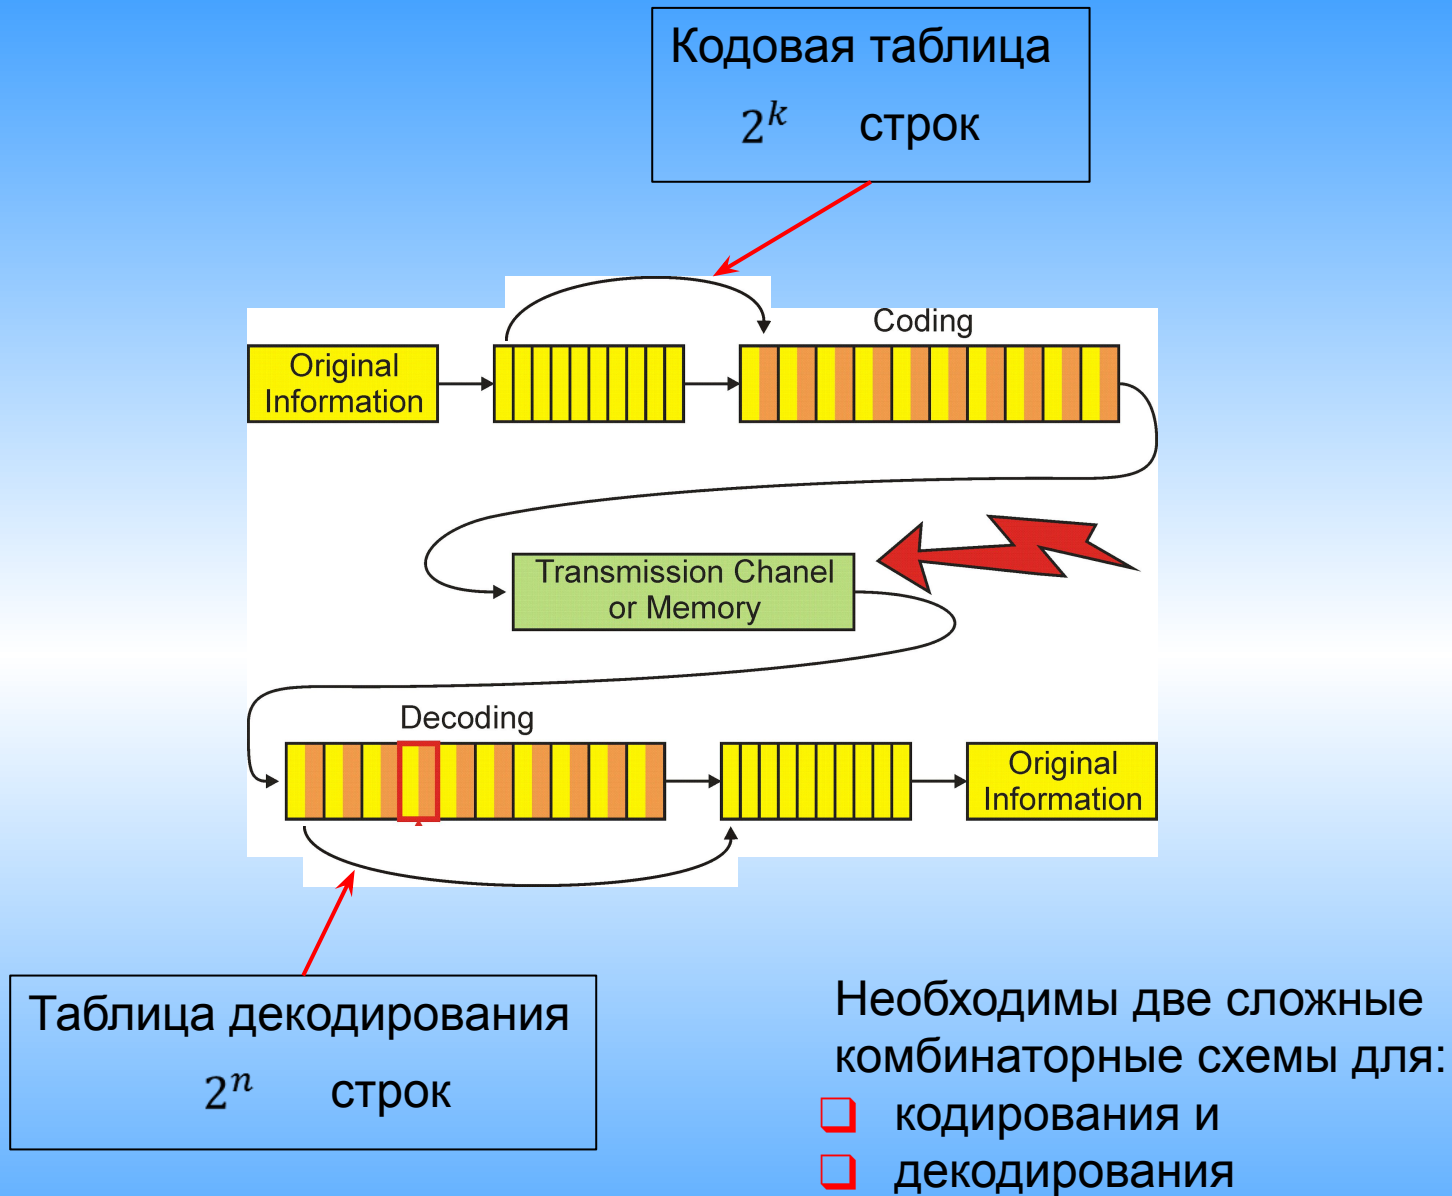 Кодовая таблица
2^k строк
Coding
Original
Information
Transmission Chanel
or Memory
Decoding
Original
Information
Таблица декодирования
2^n строк
Необходимы две сложные
комбинаторные схемы для:
❑ кодирования и
❑ декодирования